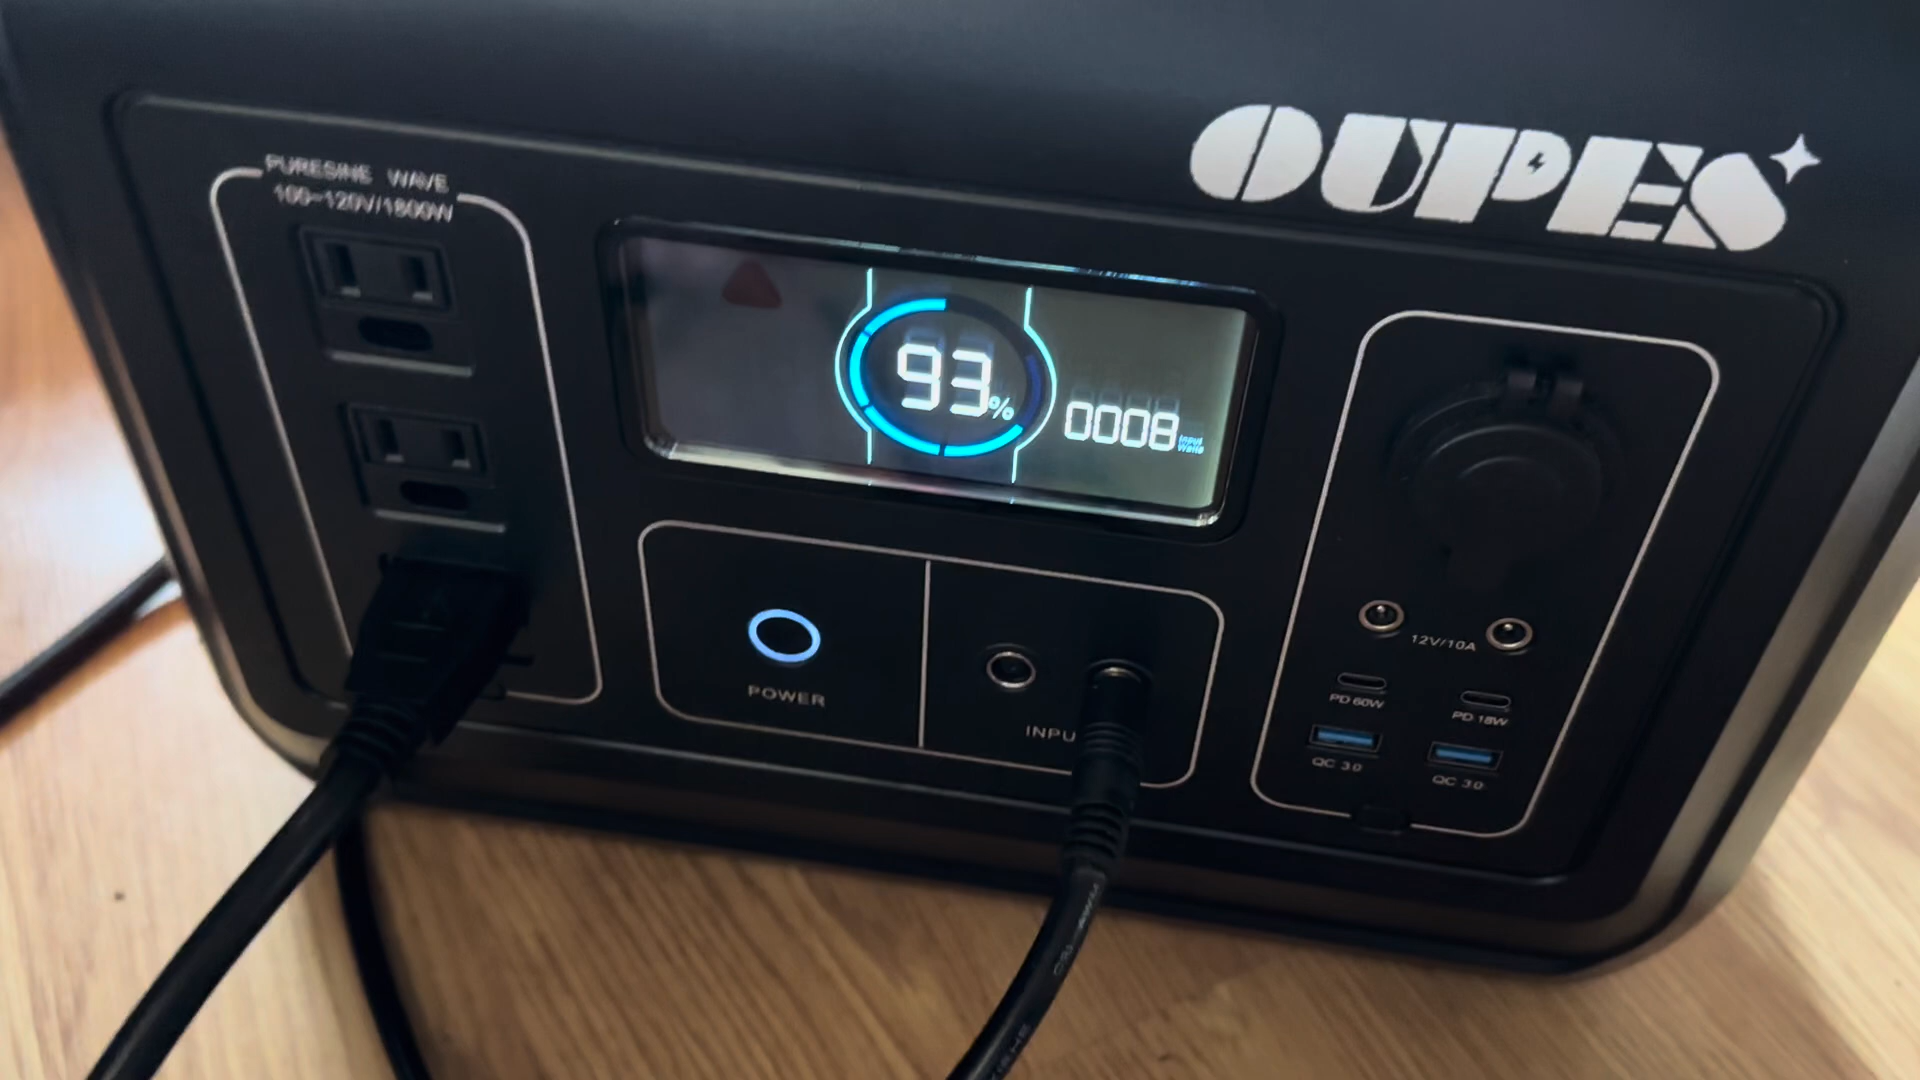 OUPES
PURESINE WAVE
100~120V/1800W
93%
0008 Input Watts
POWER
INPU
12V/10A
PD 60W
PD 18W
QC 3.0
QC 3.0